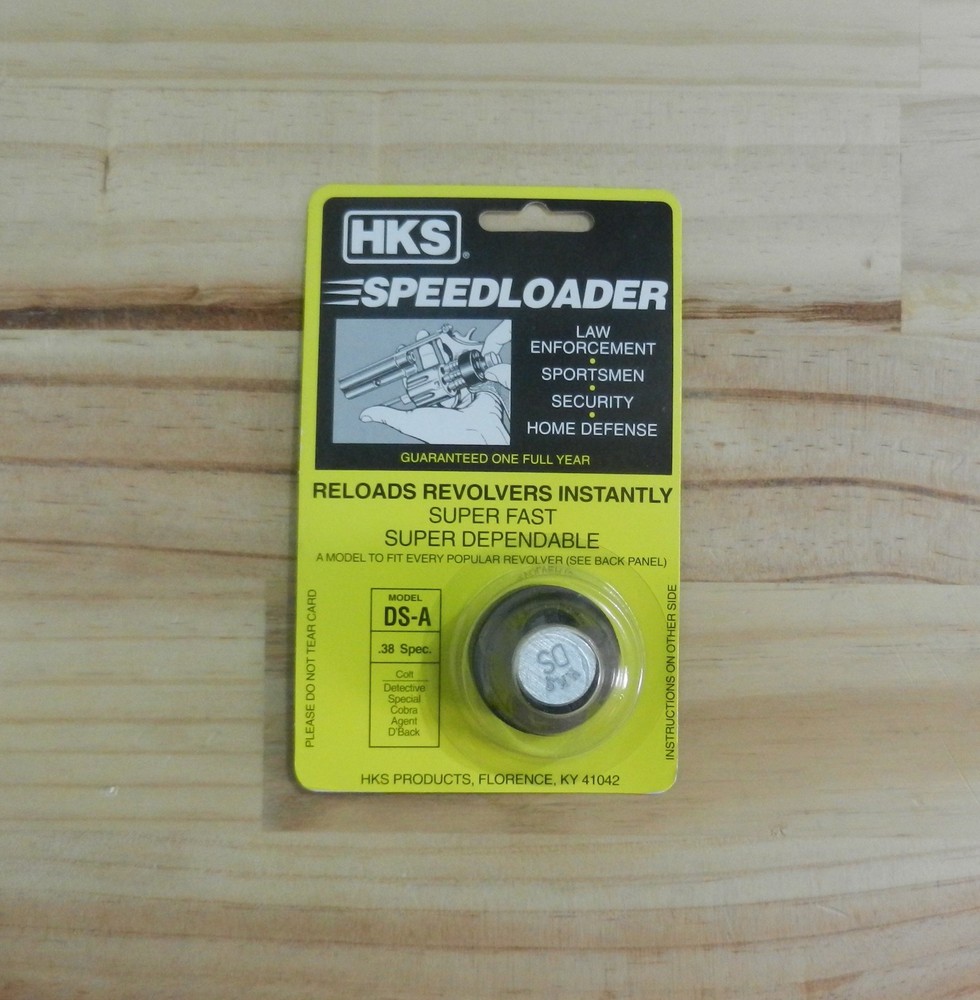 HKS®
SPEEDLOADER
LAW
ENFORCEMENT
•
SPORTSMEN
•
SECURITY
•
HOME DEFENSE
GUARANTEED ONE FULL YEAR
RELOADS REVOLVERS INSTANTLY
SUPER FAST
SUPER DEPENDABLE
A MODEL TO FIT EVERY POPULAR REVOLVER (SEE BACK PANEL)
PLEASE DO NOT TEAR CARD
MODEL
DS-A
.38 Spec.
Colt
Detective
Special
Cobra
Agent
D'Back
DS
INSTRUCTIONS ON OTHER SIDE
HKS PRODUCTS, FLORENCE, KY 41042